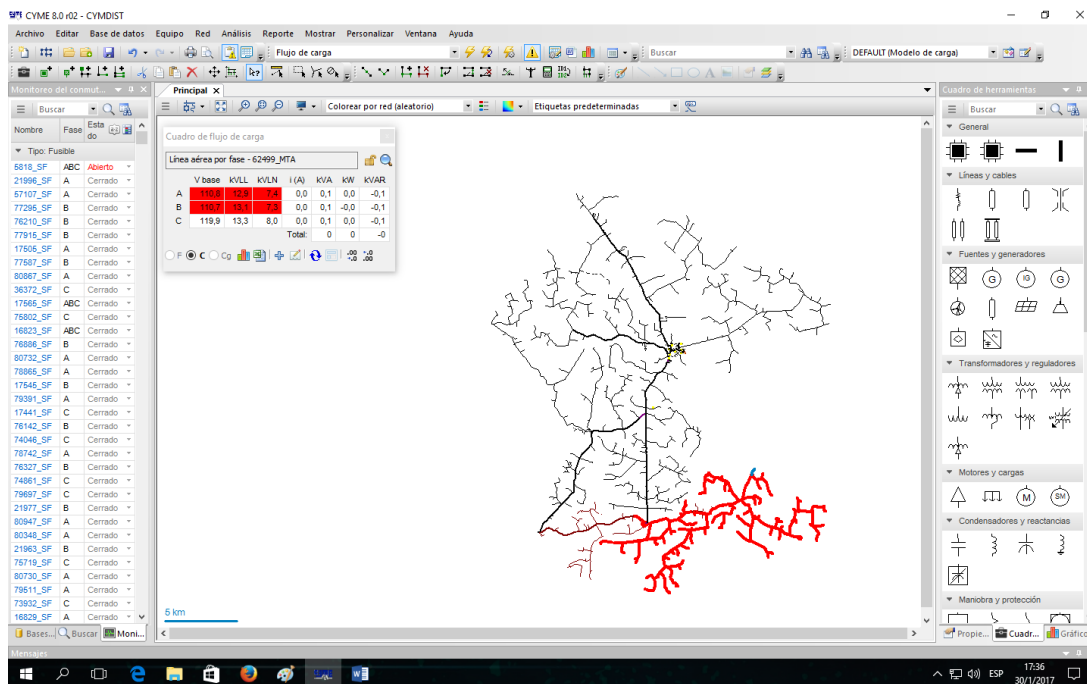 CYME 8.0 r02 - CYMDIST
Archivo Editar Base de datos Equipo Red Análisis Reporte Mostrar Personalizar Ventana Ayuda
Flujo de carga
Buscar
DEFAULT (Modelo de carga)
Monitoreo del conmut...
Principal
Cuadro de herramientas
Buscar
Colorear por red (aleatorio)
Etiquetas predeterminadas
Buscar
Nombre Fase Estado
Tipo: Fusible
5818_SF ABC Abierto
21996_SF A Cerrado
57107_SF A Cerrado
77295_SF B Cerrado
76210_SF B Cerrado
77915_SF B Cerrado
17505_SF A Cerrado
77587_SF B Cerrado
80867_SF A Cerrado
36372_SF C Cerrado
17565_SF ABC Cerrado
75802_SF C Cerrado
16823_SF ABC Cerrado
76886_SF B Cerrado
80732_SF A Cerrado
78865_SF A Cerrado
17545_SF B Cerrado
79391_SF A Cerrado
17441_SF C Cerrado
76142_SF B Cerrado
74046_SF C Cerrado
78742_SF A Cerrado
76327_SF B Cerrado
74861_SF C Cerrado
79697_SF C Cerrado
21977_SF B Cerrado
80947_SF A Cerrado
80348_SF A Cerrado
21963_SF B Cerrado
75719_SF C Cerrado
80730_SF A Cerrado
79511_SF A Cerrado
73932_SF C Cerrado
16829_SF A Cerrado
Bases... Buscar Moni...
Cuadro de flujo de carga
Línea aérea por fase - 62499_MTA
V base kVLL kVLN i (A) kVA kW kVAR
A 110,8 12,9 7,4 0,0 0,1 0,0 -0,1
B 110,7 13,1 7,3 0,0 0,1 -0,0 -0,1
C 119,9 13,3 8,0 0,0 0,1 0,0 -0,1
Total: 0 0 -0
F C Cg
5 km
General
Líneas y cables
Fuentes y generadores
Transformadores y reguladores
Motores y cargas
Condensadores y reactancias
Maniobra y protección
Propie... Cuadr... Gráfico
Mensajes
ESP
17:36
30/1/2017